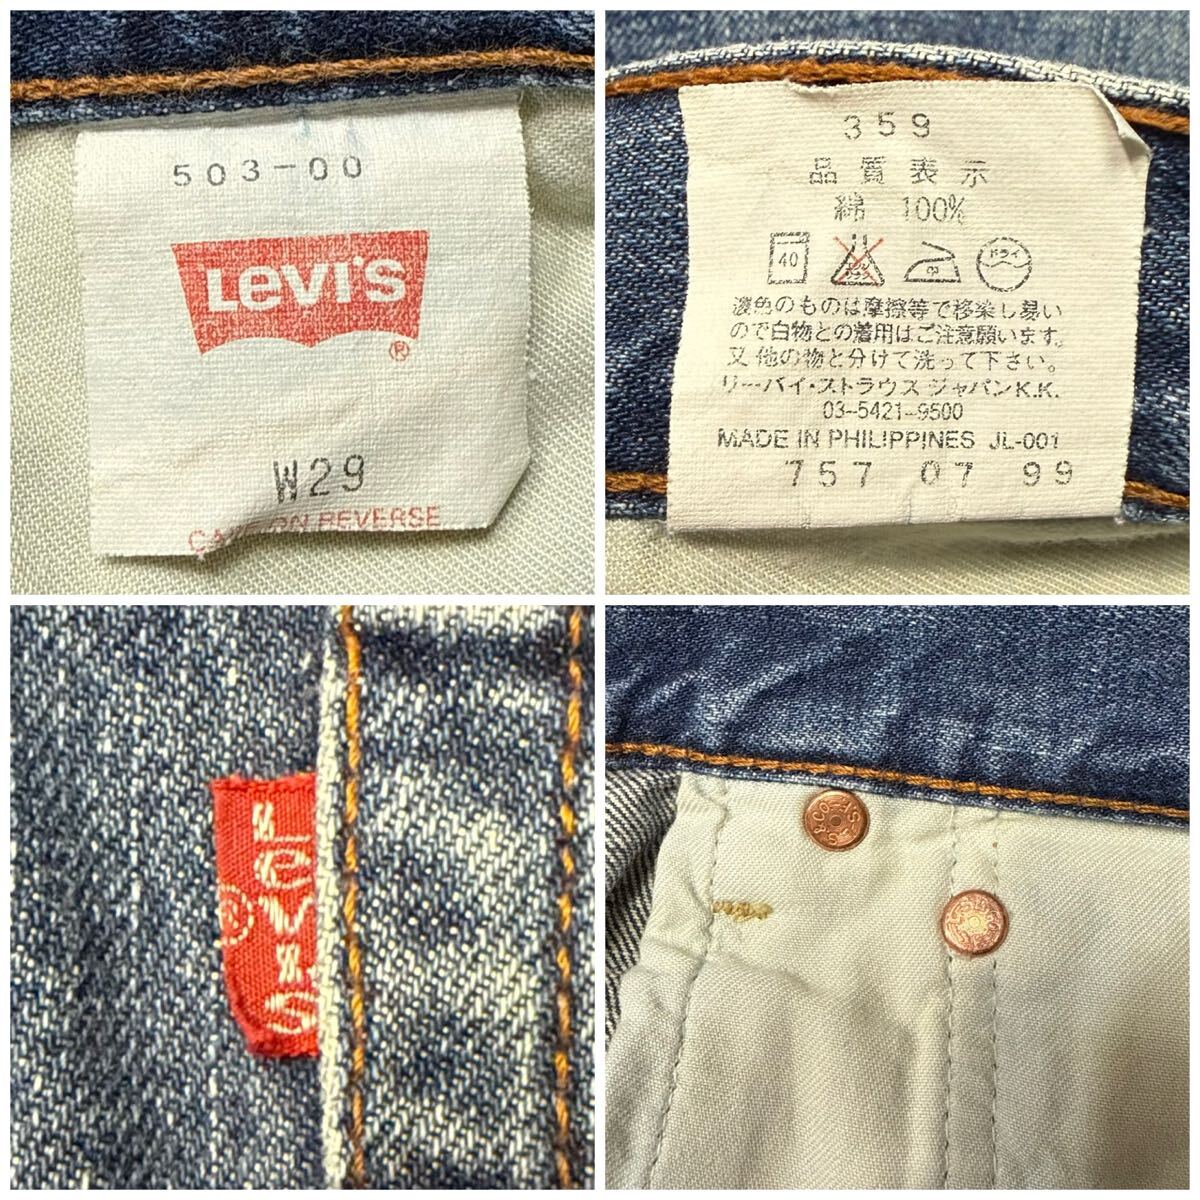 503-00
LEVI'S
®
W29
REVERSE
359
品質表示
綿 100%
40
中
ドライ
濃色のものは摩擦等で移染し易い
ので白物との着用はご注意願います。
又他の物と分けて洗って下さい。
リーバイ・ストラウス ジャパンK.K.
03-5421-9500
MADE IN PHILIPPINES JL-001
757 07 99
LEVI'S
®
S & CO.